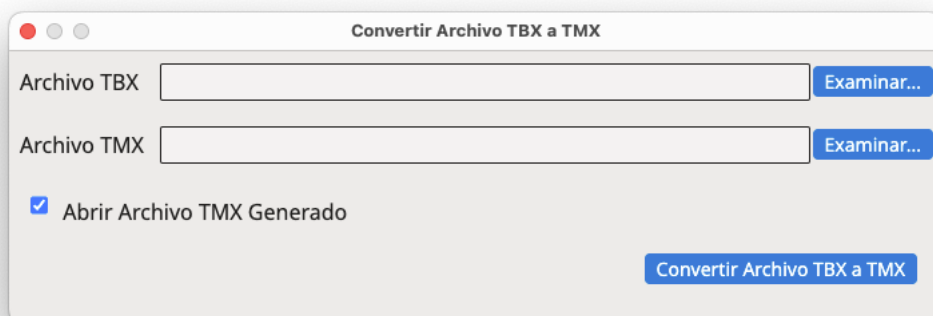 Convertir Archivo TBX a TMX
Archivo TBX Examinar...
Archivo TMX Examinar...
Abrir Archivo TMX Generado
Convertir Archivo TBX a TMX